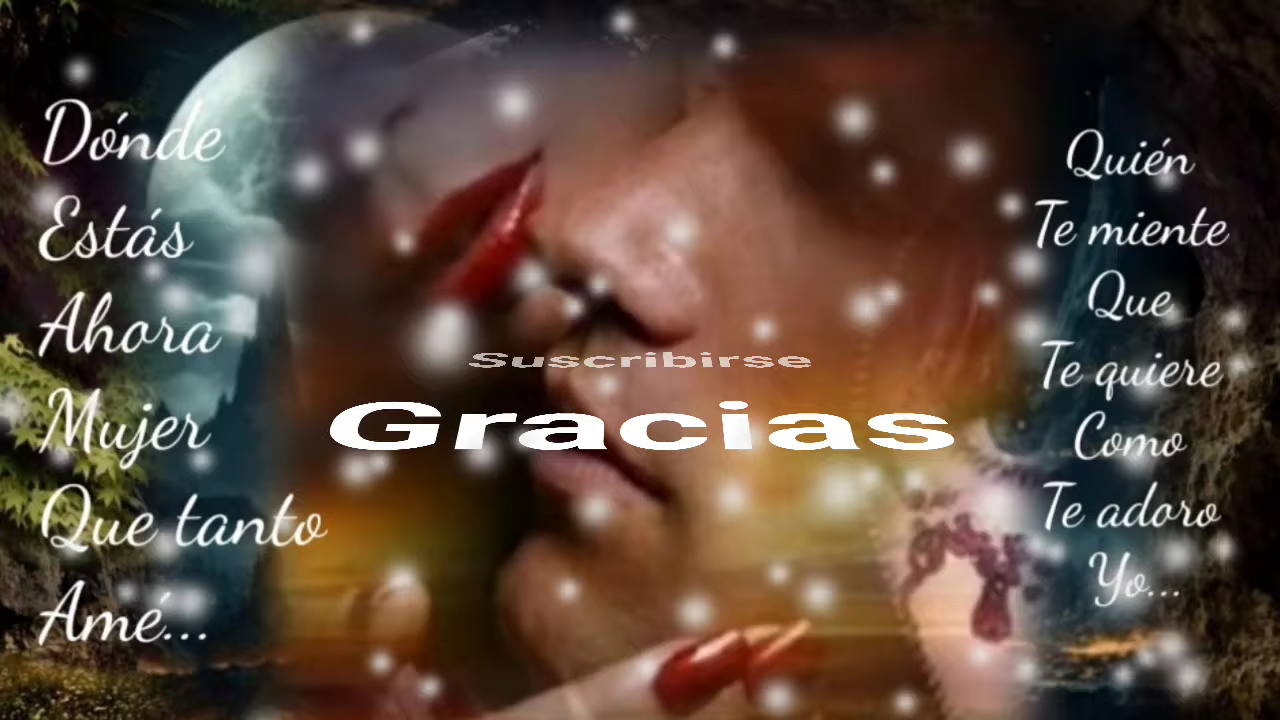 Dónde
Estás
Ahora
Mujer
Que tanto
Amé...
Suscribirse
Gracias
Quién
Te miente
Que
Te quiere
Como
Te adoro
Yo...